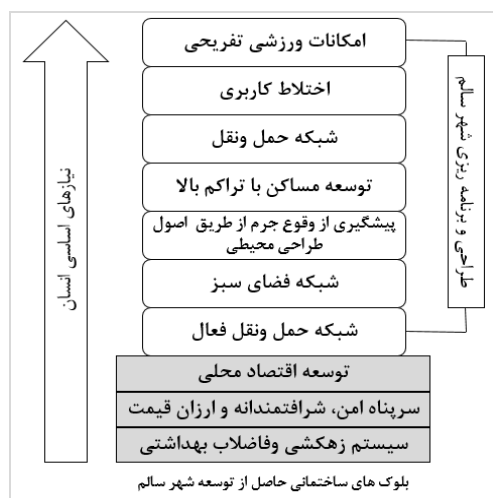 امکانات ورزشی تفریحی
اختلاط کاربری
شبکه حمل ونقل
توسعه مساکن با تراکم بالا
پیشگیری از وقوع جرم از طریق اصول
طراحی محیطی
شبکه فضای سبز
شبکه حمل ونقل فعال
توسعه اقتصاد محلی
سرپناه امن، شرافتمندانه و ارزان قیمت
سیستم زهکشی وفاضلاب بهداشتی
طراحی و برنامه ریزی شهر سالم
نیازهای اساسی انسان
بلوک های ساختمانی حاصل از توسعه شهر سالم